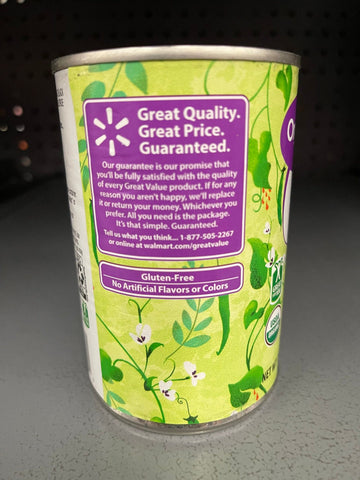 Great Quality.
Great Price.
Guaranteed.
Our guarantee is our promise that
you'll be fully satisfied with the quality
of every Great Value product. If for any
reason you aren't happy, we'll replace
it or return your money. Whichever you
prefer. All you need is the package.
It's that simple. Guaranteed.
Tell us what you think... 1-877-505-2267
or online at walmart.com/greatvalue
Gluten-Free
No Artificial Flavors or Colors
USDA
NET